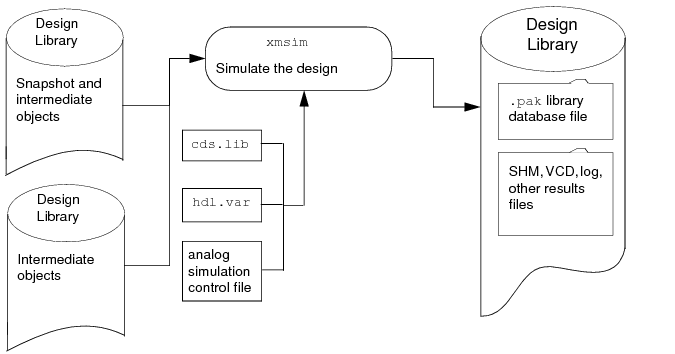 Design
Library
Snapshot and
intermediate
objects
Design
Library
Intermediate
objects
xmsim
Simulate the design
cds.lib
hdl.var
analog
simulation
control file
Design
Library
.pak library
database file
SHM, VCD, log,
other results
files